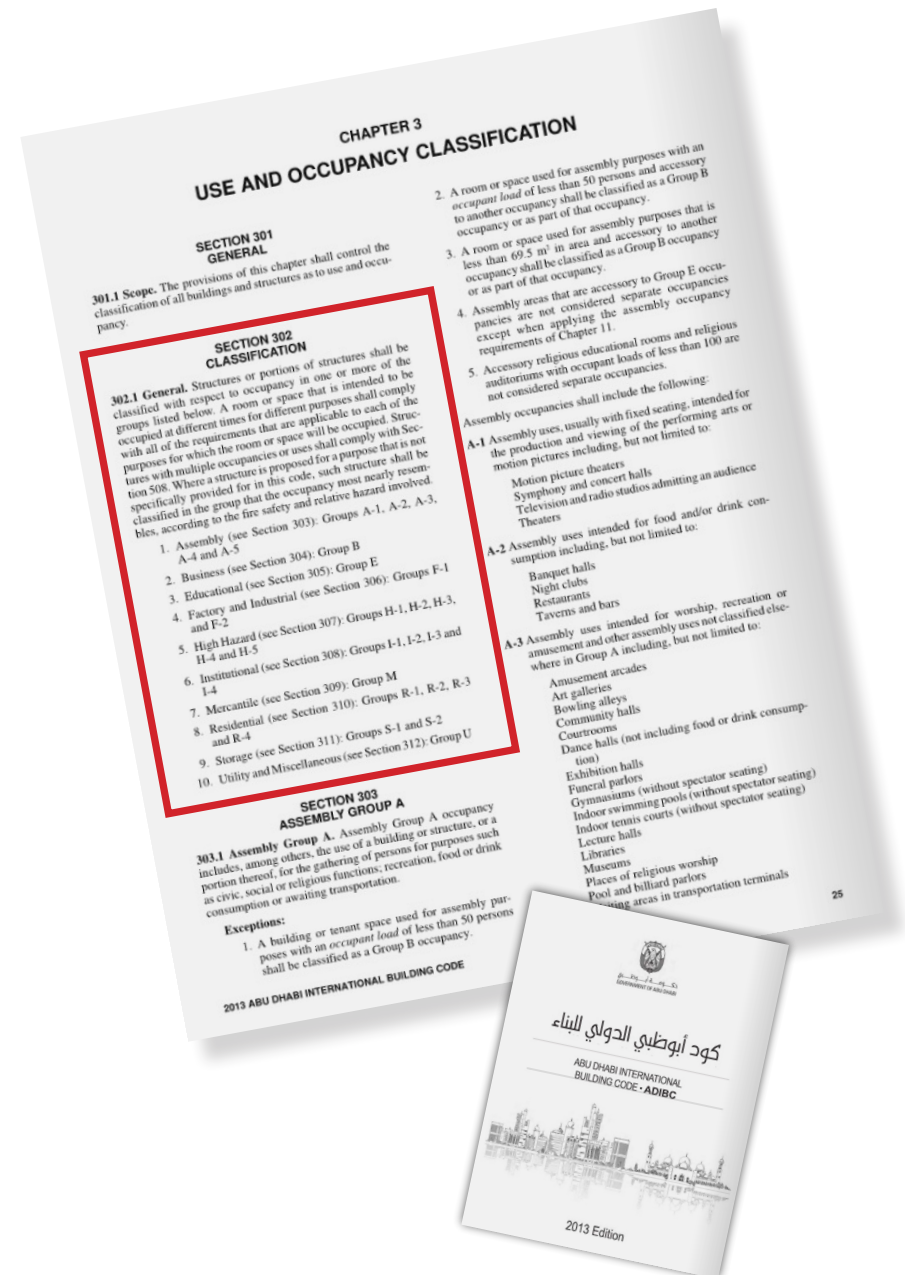 CHAPTER 3
USE AND OCCUPANCY CLASSIFICATION
SECTION 301
GENERAL
301.1 Scope. The provisions of this chapter shall control the
classification of all buildings and structures as to use and occu-
pancy.
SECTION 302
CLASSIFICATION
302.1 General. Structures or portions of structures shall be
classified with respect to occupancy in one or more of the
groups listed below. A room or space that is intended to be
occupied at different times for different purposes shall comply
with all of the requirements that are applicable to each of the
purposes for which the room or space will be occupied. Struc-
tures with multiple occupancies or uses shall comply with Sec-
tion 508. Where a structure is proposed for a purpose that is not
specifically provided for in this code, such structure shall be
classified in the group that the occupancy most nearly resem-
bles, according to the fire safety and relative hazard involved.
1. Assembly (see Section 303): Groups A-1, A-2, A-3,
A-4 and A-5
2. Business (see Section 304): Group B
3. Educational (see Section 305): Group E
4. Factory and Industrial (see Section 306): Groups F-1
and F-2
5. High Hazard (see Section 307): Groups H-1, H-2, H-3,
H-4 and H-5
6. Institutional (see Section 308): Groups I-1, I-2, I-3 and
I-4
7. Mercantile (see Section 309): Group M
8. Residential (see Section 310): Groups R-1, R-2, R-3
and R-4
9. Storage (see Section 311): Groups S-1 and S-2
10. Utility and Miscellaneous (see Section 312): Group U
SECTION 303
ASSEMBLY GROUP A
303.1 Assembly Group A. Assembly Group A occupancy
includes, among others, the use of a building or structure, or a
portion thereof, for the gathering of persons for purposes such
as civic, social or religious functions; recreation, food or drink
consumption or awaiting transportation.
Exceptions:
1. A building or tenant space used for assembly pur-
poses with an occupant load of less than 50 persons
shall be classified as a Group B occupancy.
2. A room or space used for assembly purposes with an
occupant load of less than 50 persons and accessory
to another occupancy shall be classified as a Group B
occupancy or as part of that occupancy.
3. A room or space used for assembly purposes that is
less than 69.5 m² in area and accessory to another
occupancy shall be classified as a Group B occupancy
or as part of that occupancy.
4. Assembly areas that are accessory to Group E occu-
pancies are not considered separate occupancies
except when applying the assembly occupancy
requirements of Chapter 11.
5. Accessory religious educational rooms and religious
auditoriums with occupant loads of less than 100 are
not considered separate occupancies.
Assembly occupancies shall include the following:
A-1 Assembly uses, usually with fixed seating, intended for
the production and viewing of the performing arts or
motion pictures including, but not limited to:
Motion picture theaters
Symphony and concert halls
Television and radio studios admitting an audience
Theaters
A-2 Assembly uses intended for food and/or drink con-
sumption including, but not limited to:
Banquet halls
Night clubs
Restaurants
Taverns and bars
A-3 Assembly uses intended for worship, recreation or
amusement and other assembly uses not classified else-
where in Group A including, but not limited to:
Amusement arcades
Art galleries
Bowling alleys
Community halls
Courtrooms
Dance halls (not including food or drink consump-
tion)
Exhibition halls
Funeral parlors
Gymnasiums (without spectator seating)
Indoor swimming pools (without spectator seating)
Indoor tennis courts (without spectator seating)
Lecture halls
Libraries
Museums
Places of religious worship
Pool and billiard parlors
areas in transportation terminals
2013 ABU DHABI INTERNATIONAL BUILDING CODE
25
GOVERNMENT OF ABU DHABI
كود أبوظبي الدولي للبناء
ABU DHABI INTERNATIONAL
BUILDING CODE • ADIBC
2013 Edition